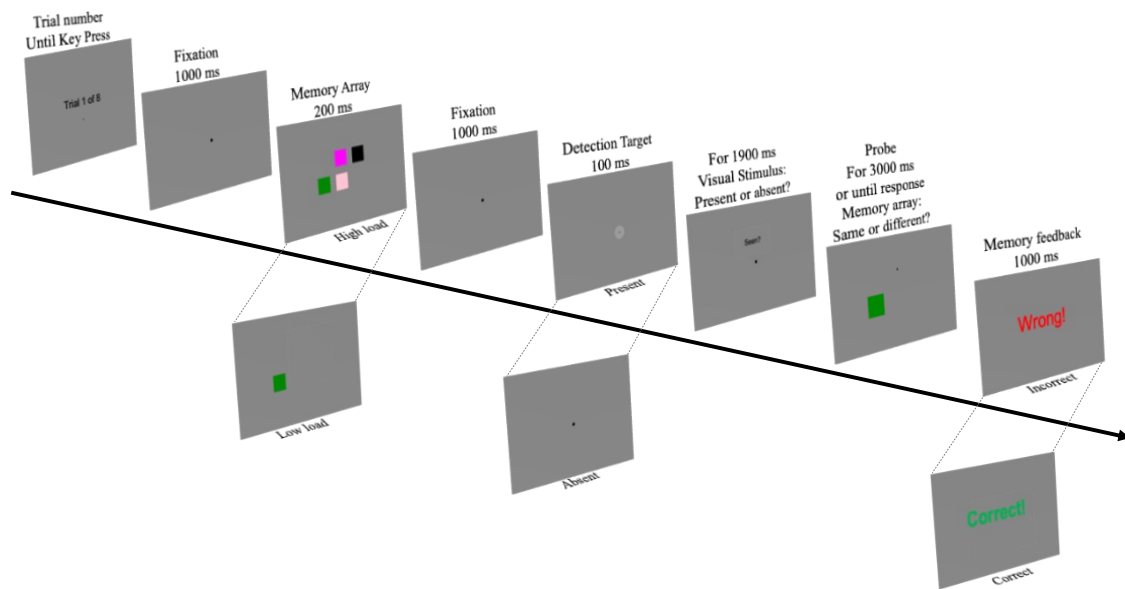 Trial number
Until Key Press
Trial 1 of 8
Fixation
1000 ms
Memory Array
200 ms
High load
Low load
Fixation
1000 ms
Detection Target
100 ms
Present
Absent
For 1900 ms
Visual Stimulus:
Present or absent?
Seen?
Probe
For 3000 ms
or until response
Memory array:
Same or different?
Memory feedback
1000 ms
Wrong!
Incorrect
Correct!
Correct